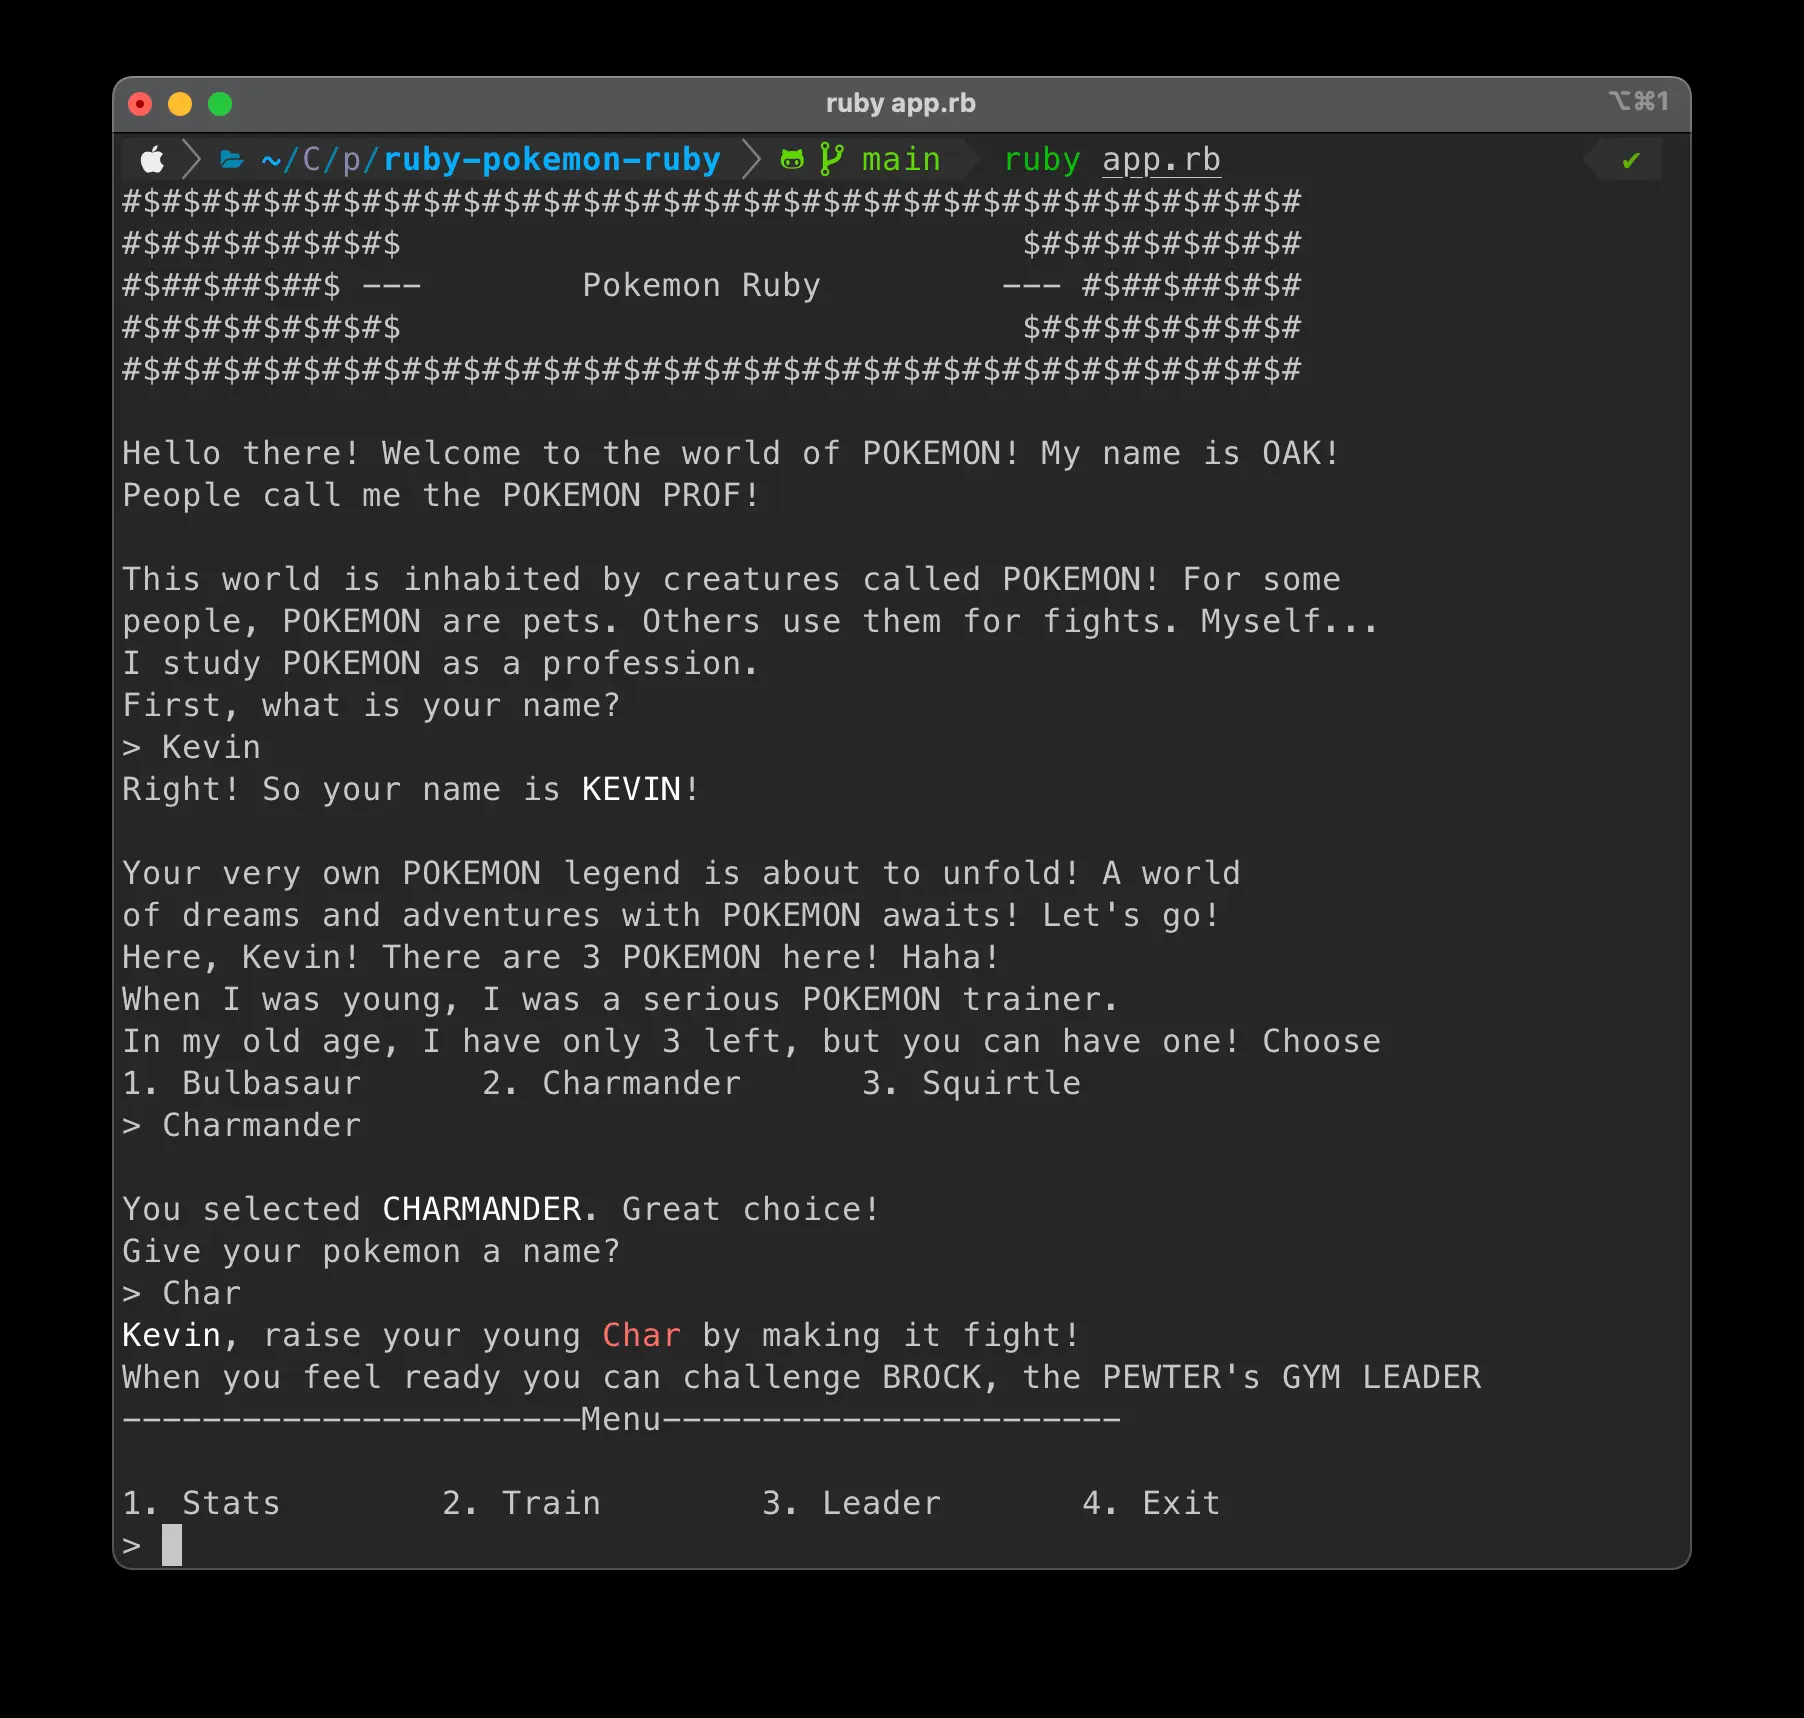 ruby app.rb
⌥⌘1
~/C/p/ruby-pokemon-ruby main ruby app.rb ✔
#$#$#$#$#$#$#$#$#$#$#$#$#$#$#$#$#$#$#$#$#$#$#$#$#$#$#$#$#$#
#$#$#$#$#$#$#$                               $#$#$#$#$#$#$#
#$##$##$##$ ---        Pokemon Ruby         --- #$##$##$#$#
#$#$#$#$#$#$#$                               $#$#$#$#$#$#$#
#$#$#$#$#$#$#$#$#$#$#$#$#$#$#$#$#$#$#$#$#$#$#$#$#$#$#$#$#$#
Hello there! Welcome to the world of POKEMON! My name is OAK!
People call me the POKEMON PROF!
This world is inhabited by creatures called POKEMON! For some
people, POKEMON are pets. Others use them for fights. Myself...
I study POKEMON as a profession.
First, what is your name?
> Kevin
Right! So your name is KEVIN!
Your very own POKEMON legend is about to unfold! A world
of dreams and adventures with POKEMON awaits! Let's go!
Here, Kevin! There are 3 POKEMON here! Haha!
When I was young, I was a serious POKEMON trainer.
In my old age, I have only 3 left, but you can have one! Choose
1. Bulbasaur      2. Charmander      3. Squirtle
> Charmander
You selected CHARMANDER. Great choice!
Give your pokemon a name?
> Char
Kevin, raise your young Char by making it fight!
When you feel ready you can challenge BROCK, the PEWTER's GYM LEADER
-----------------------Menu-----------------------
1. Stats        2. Train        3. Leader       4. Exit
>